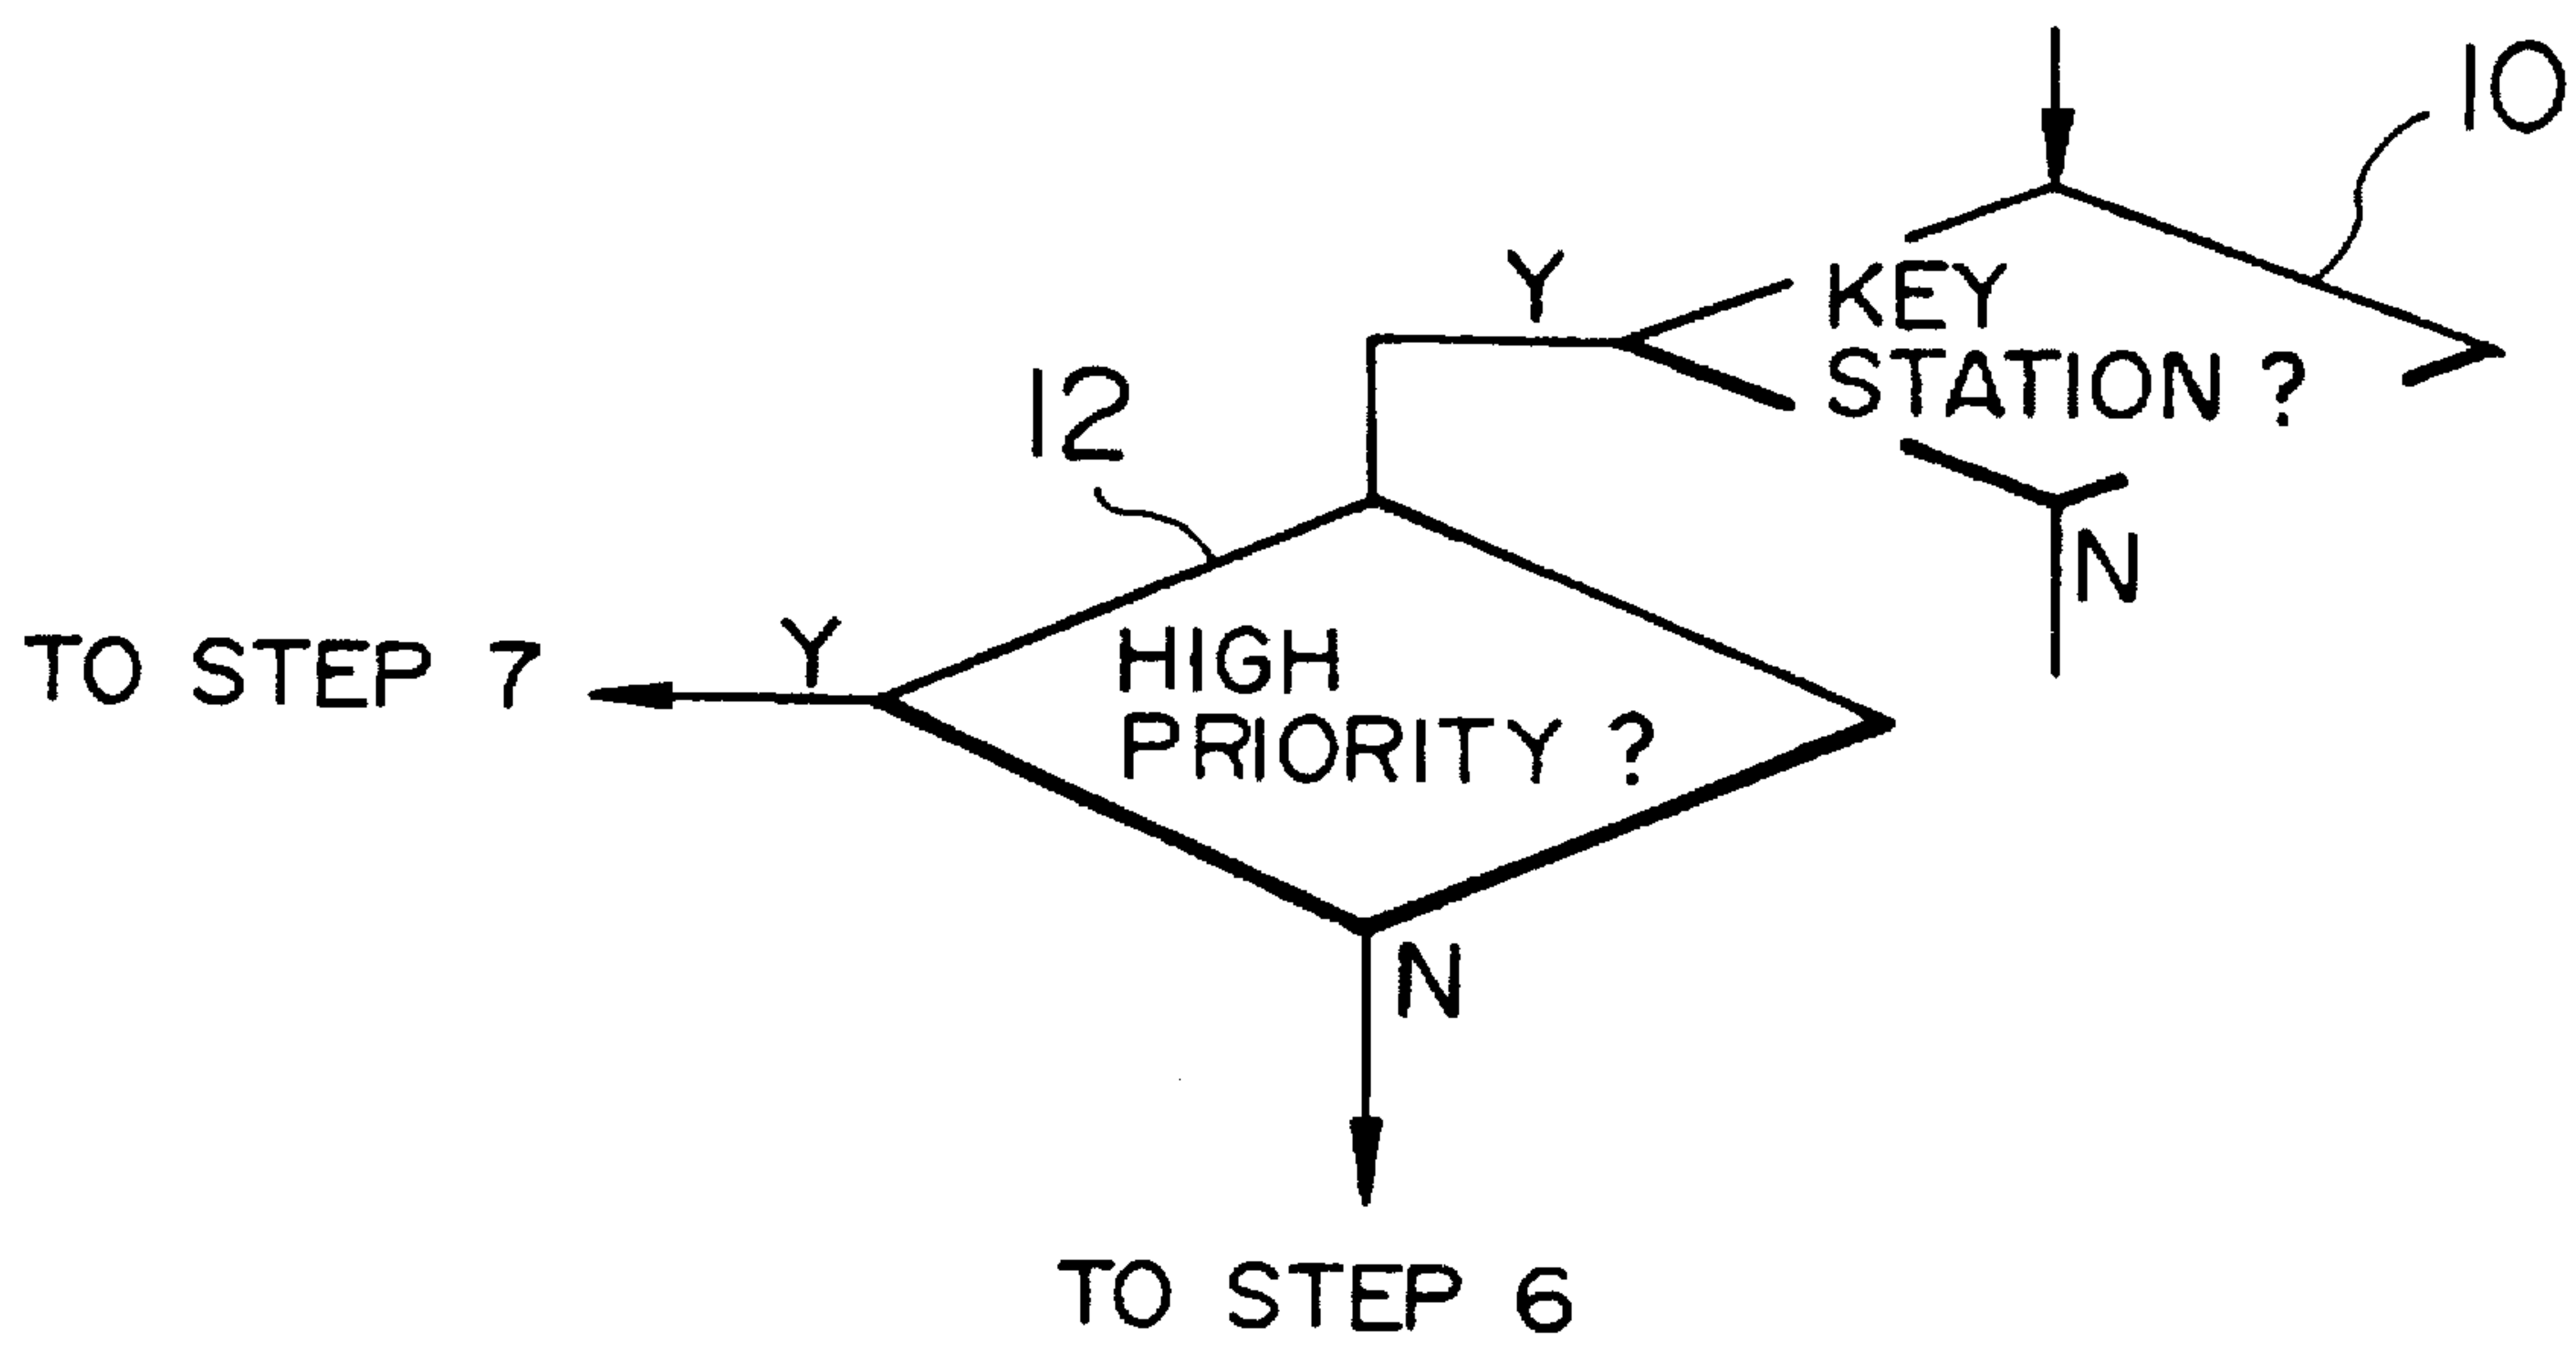 10
Y
KEY
STATION ?
12
N
Y
HIGH
PRIORITY ?
TO STEP 7
N
TO STEP 6